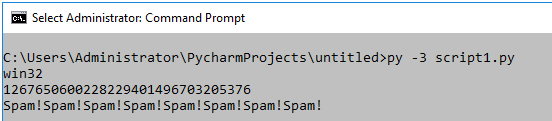 Select Administrator: Command Prompt
C:\Users\Administrator\PycharmProjects\untitled>py -3 script1.py
win32
1267650600228229401496703205376
Spam!Spam!Spam!Spam!Spam!Spam!Spam!Spam!